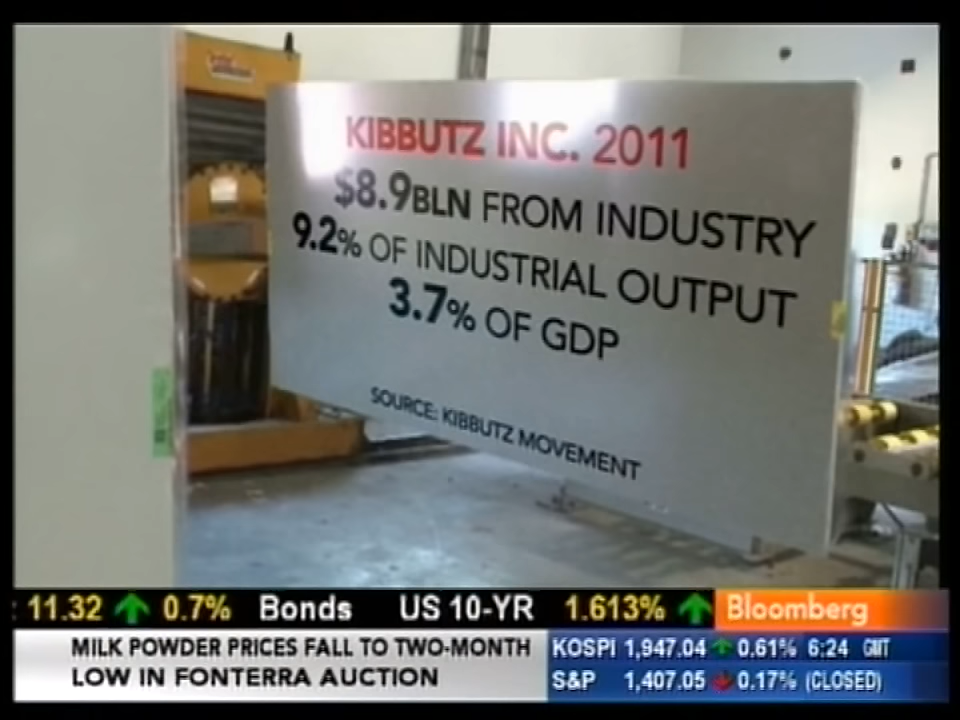 KIBBUTZ INC. 2011
$8.9BLN FROM INDUSTRY
9.2% OF INDUSTRIAL OUTPUT
3.7% OF GDP
SOURCE: KIBBUTZ MOVEMENT
: 11.32 0.7% Bonds US 10-YR 1.613% Bloomberg
MILK POWDER PRICES FALL TO TWO-MONTH
LOW IN FONTERRA AUCTION
KOSPI 1,947.04 0.61% 6:24 GMT
S&P 1,407.05 0.17% (CLOSED)